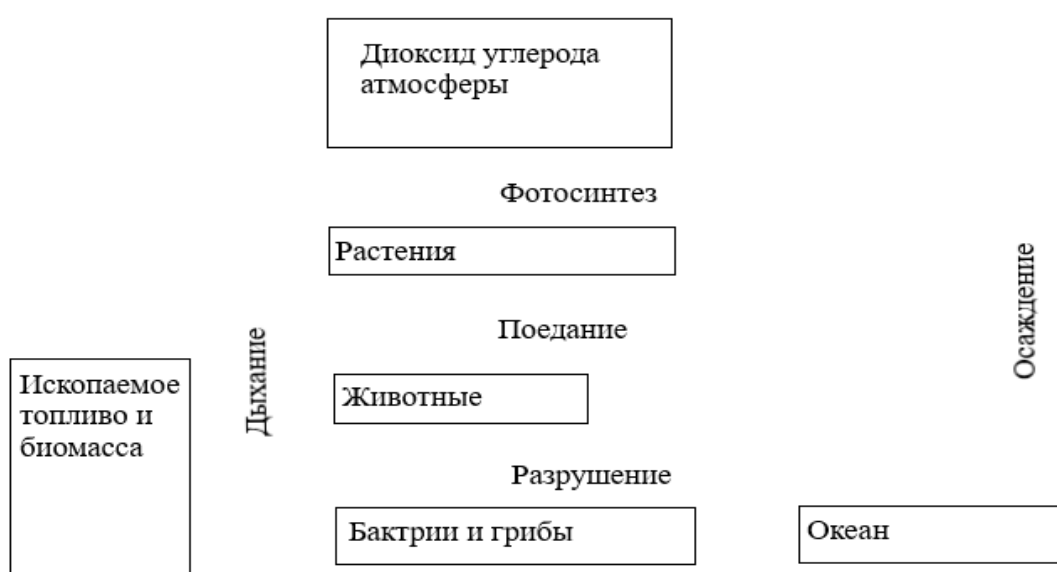 Диоксид углерода
атмосферы
Фотосинтез
Растения
Осаждение
Поедание
Дыхание
Ископаемое
топливо и
биомасса
Животные
Разрушение
Бактрии и грибы
Океан